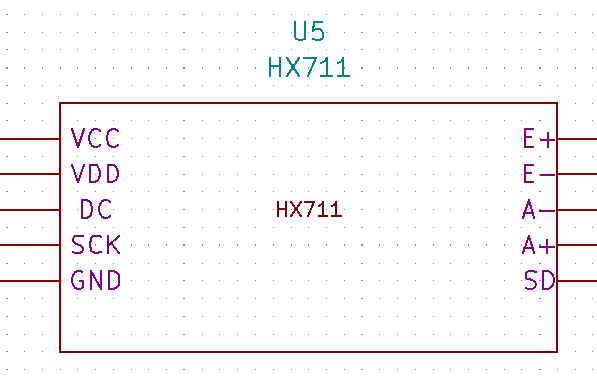 U5
HX711
VCC E+
VDD E-
DC HX711 A-
SCK A+
GND SD